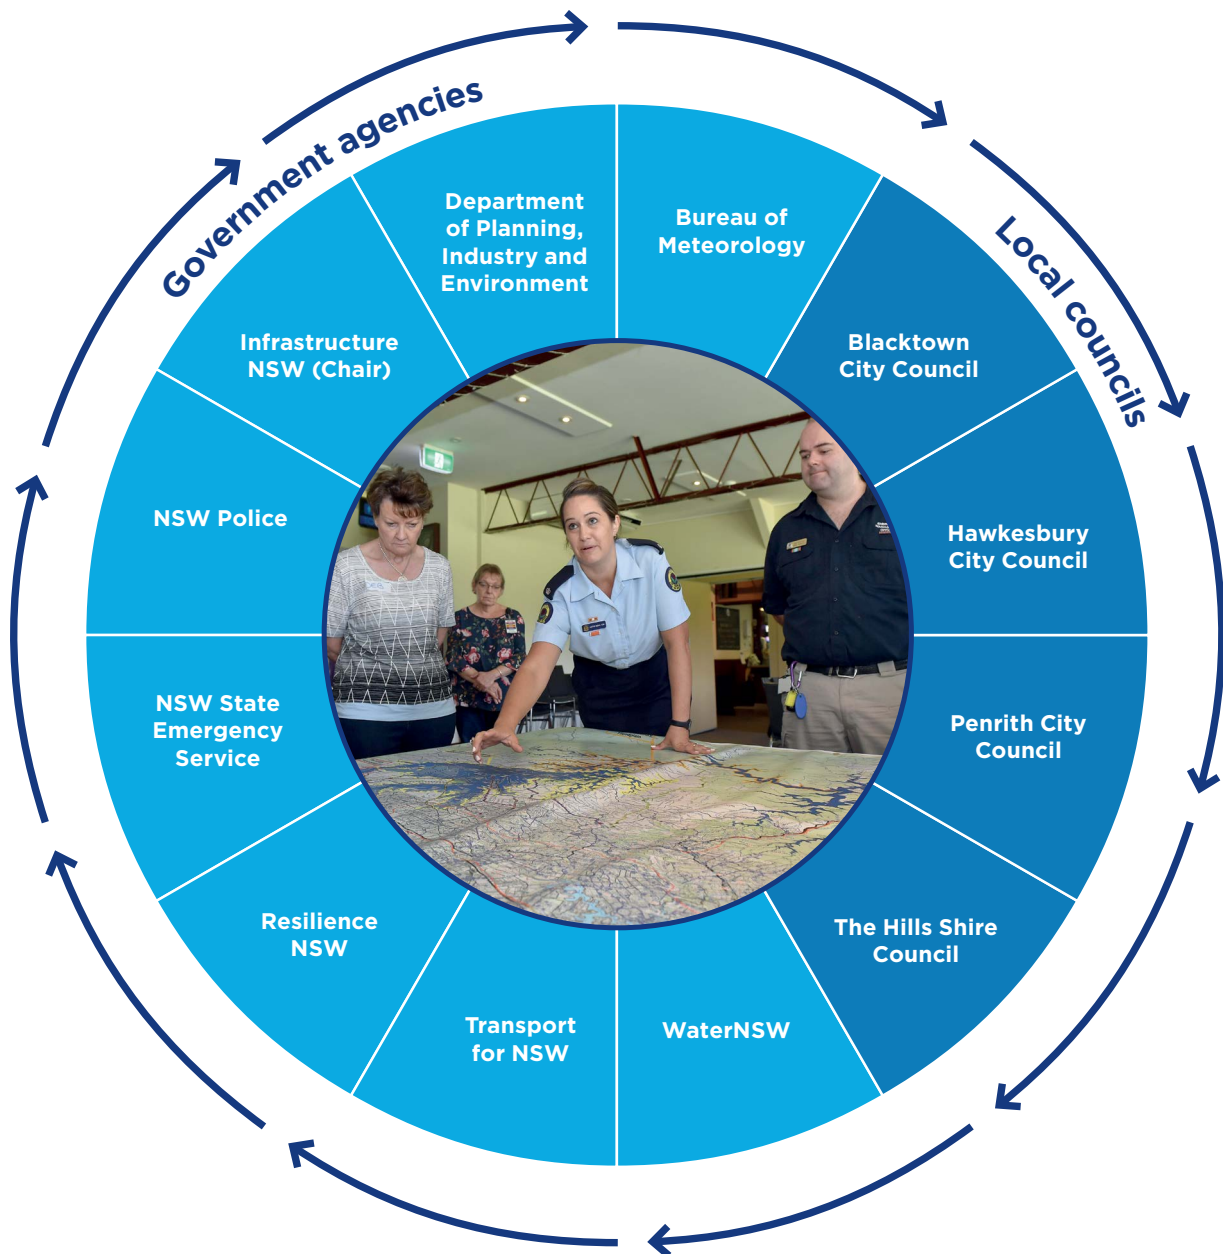 Government agencies
Local councils
Department
of Planning,
Industry and
Environment
Bureau of
Meteorology
Blacktown
City Council
Hawkesbury
City Council
Penrith City
Council
The Hills Shire
Council
WaterNSW
Transport
for NSW
Resilience
NSW
NSW State
Emergency
Service
NSW Police
Infrastructure
NSW (Chair)